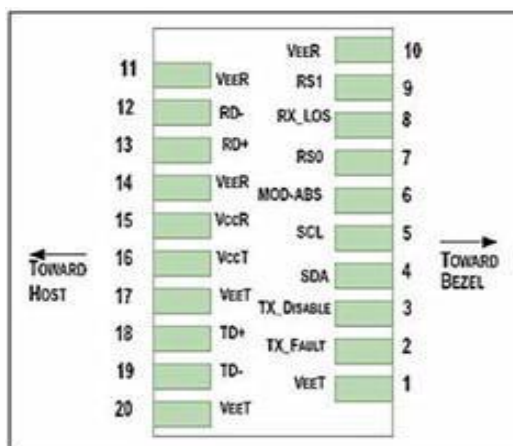 11 VEER
12 RD-
13 RD+
14 VEER
15 VccR
16 VccT
17 VEET
18 TD+
19 TD-
20 VEET
VEER 10
RS1 9
RX_LOS 8
RS0 7
MOD-ABS 6
SCL 5
SDA 4
TX_DISABLE 3
TX_FAULT 2
VEET 1
TOWARD
HOST
TOWARD
BEZEL